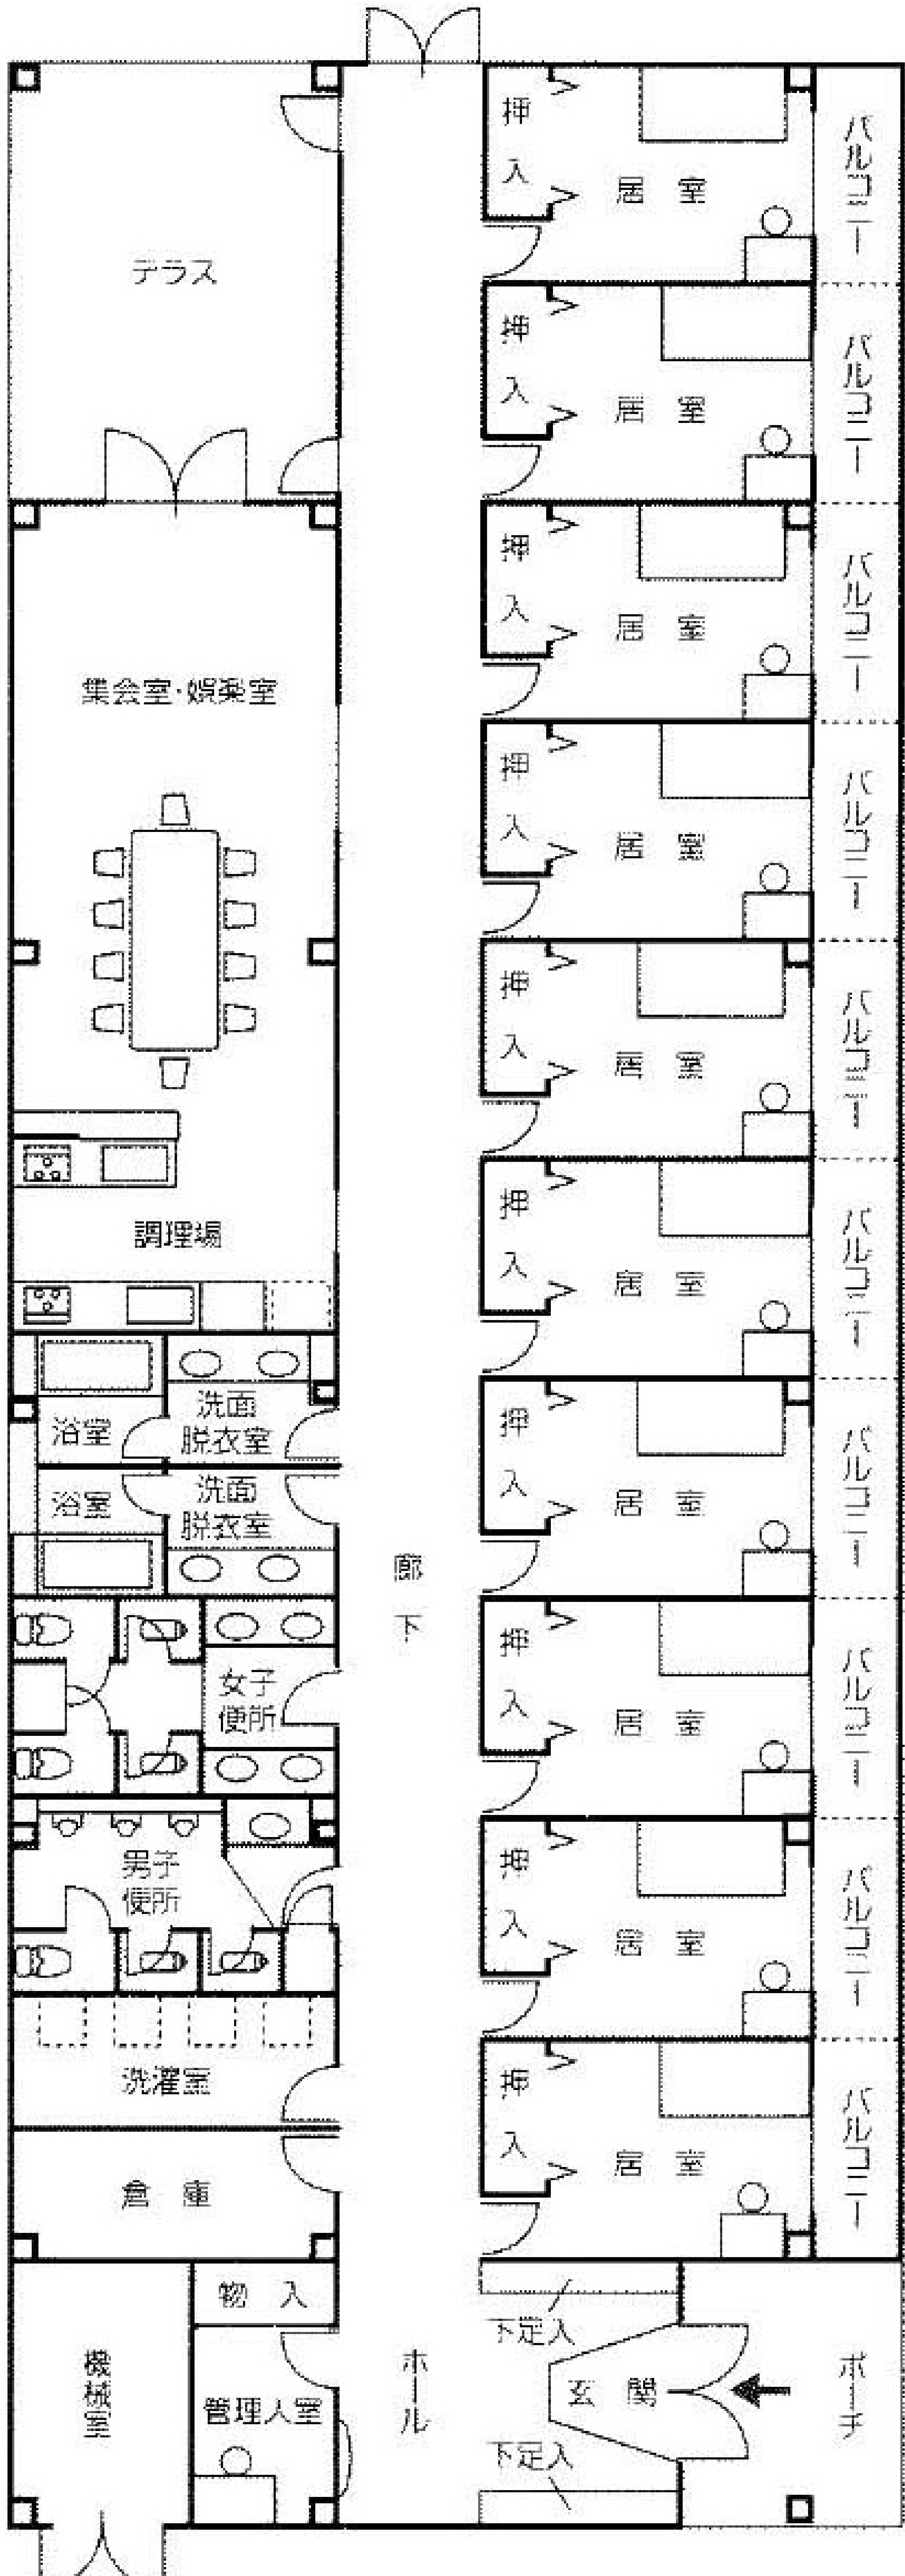 押入
居室
バルコニー
テラス
押入
居室
バルコニー
押入
居室
バルコニー
集会室・娯楽室
押入
居室
バルコニー
押入
居室
バルコニー
調理場
押入
居室
バルコニー
浴室
洗面
脱衣室
押入
居室
バルコニー
浴室
洗面
脱衣室
廊下
女子
便所
押入
居室
バルコニー
男子
便所
押入
居室
バルコニー
洗濯室
押入
居室
バルコニー
倉庫
物入
下足入
機械室
管理人室
ホール
玄関
ポーチ
下足入